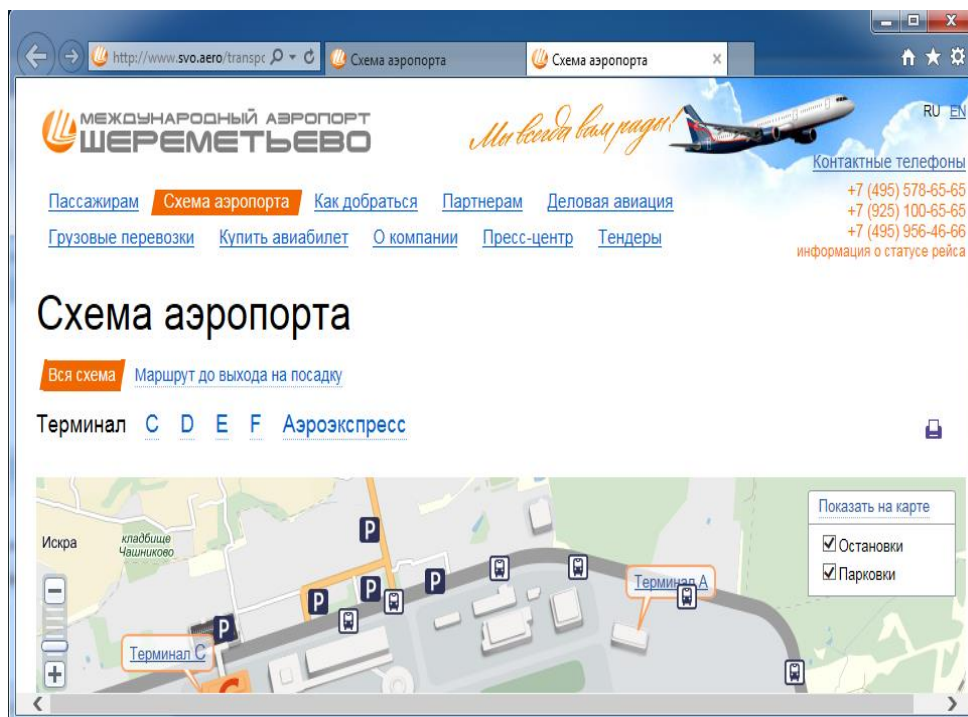 http://www.svo.aero/transpc
Схема аэропорта
Схема аэропорта
МЕЖДУНАРОДНЫЙ АЭРОПОРТ
ШЕРЕМЕТЬЕВО
Мы всегда вам рады!
RU EN
Контактные телефоны
+7 (495) 578-65-65
+7 (925) 100-65-65
+7 (495) 956-46-66
информация о статусе рейса
Пассажирам Схема аэропорта Как добраться Партнерам Деловая авиация
Грузовые перевозки Купить авиабилет О компании Пресс-центр Тендеры
Схема аэропорта
Вся схема Маршрут до выхода на посадку
Терминал C D E F Аэроэкспресс
Показать на карте
Остановки
Парковки
Искра
кладбище
Чашниково
P
P
P
P
P
Терминал A
Терминал C
C